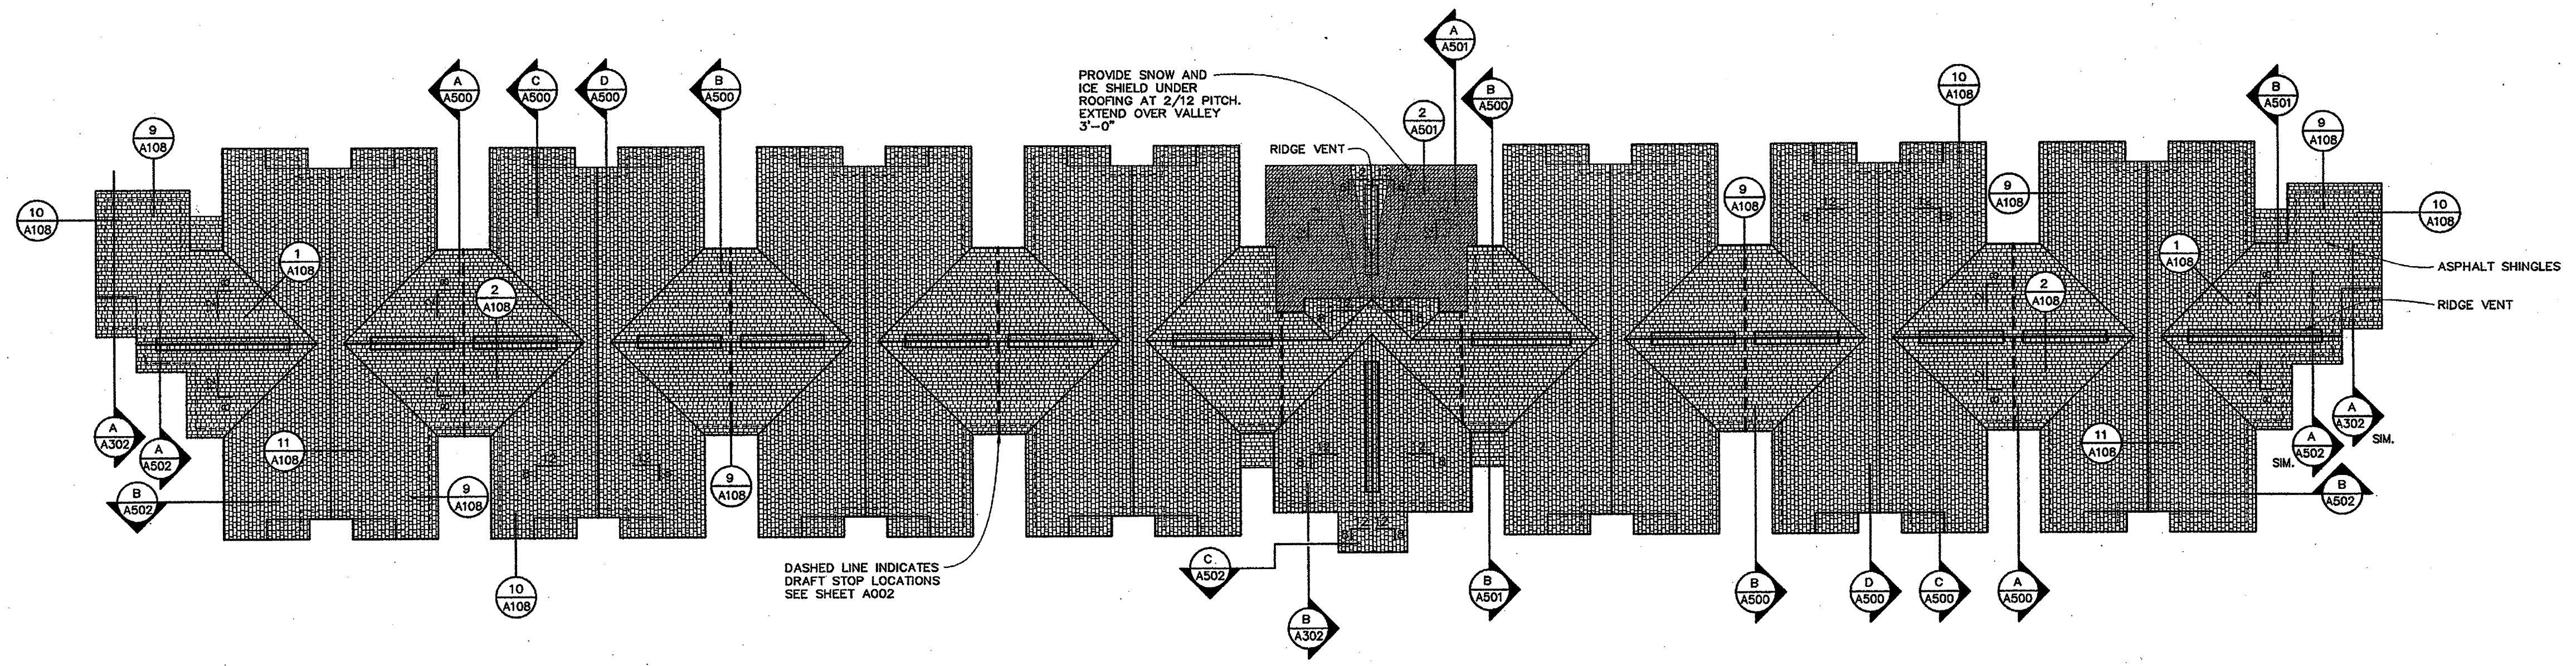 A
A501
PROVIDE SNOW AND
ICE SHIELD UNDER
ROOFING AT 2/12 PITCH.
EXTEND OVER VALLEY
3'-0"
A
A500
C
A500
D
A500
B
A500
B
A500
10
A108
B
A501
2
A501
9
A108
9
A108
RIDGE VENT
10
A108
9
A108
9
A108
10
A108
1
A108
1
A108
ASPHALT SHINGLES
2
A108
2
A108
RIDGE VENT
A
A302
A
A502
11
A108
9
A108
B
A502
9
A108
11
A108
A
A302
SIM.
A
A502
SIM.
B
A502
DASHED LINE INDICATES
DRAFT STOP LOCATIONS
SEE SHEET A002
10
A108
C
A502
B
A302
B
A501
B
A500
D
A500
C
A500
A
A500